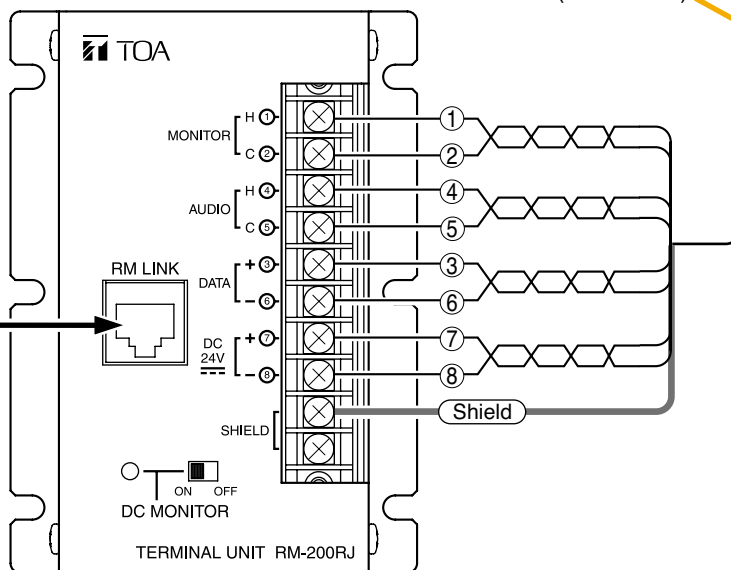 TOA
H ① ①
MONITOR
C ② ②
H ④ ④
AUDIO
C ⑤ ⑤
RM LINK
+ ③ ③
DATA
− ⑥ ⑥
+ ⑦ ⑦
DC
24V
− ⑧ ⑧
Shield
SHIELD
ON OFF
DC MONITOR
TERMINAL UNIT RM-200RJ